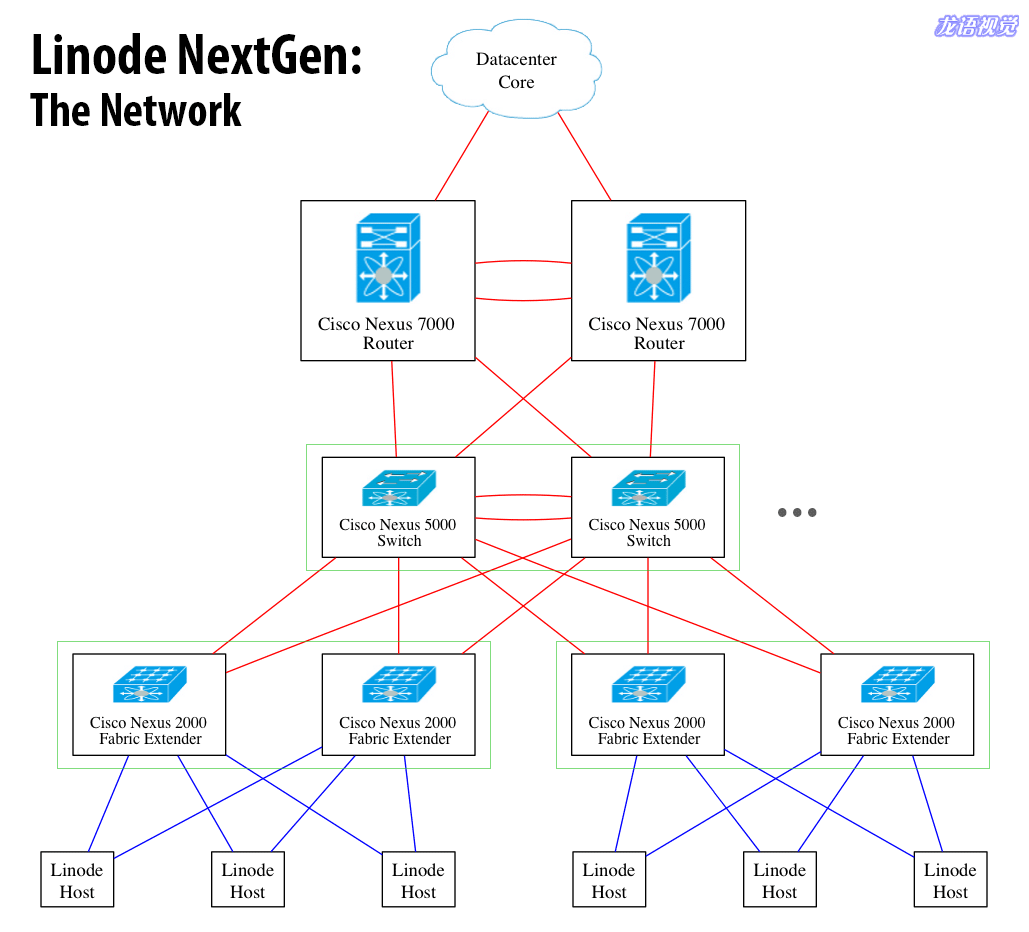 龙语视觉
Linode NextGen:
The Network
Datacenter
Core
Cisco Nexus 7000
Router
Cisco Nexus 7000
Router
Cisco Nexus 5000
Switch
Cisco Nexus 5000
Switch
Cisco Nexus 2000
Fabric Extender
Cisco Nexus 2000
Fabric Extender
Cisco Nexus 2000
Fabric Extender
Cisco Nexus 2000
Fabric Extender
Linode
Host
Linode
Host
Linode
Host
Linode
Host
Linode
Host
Linode
Host